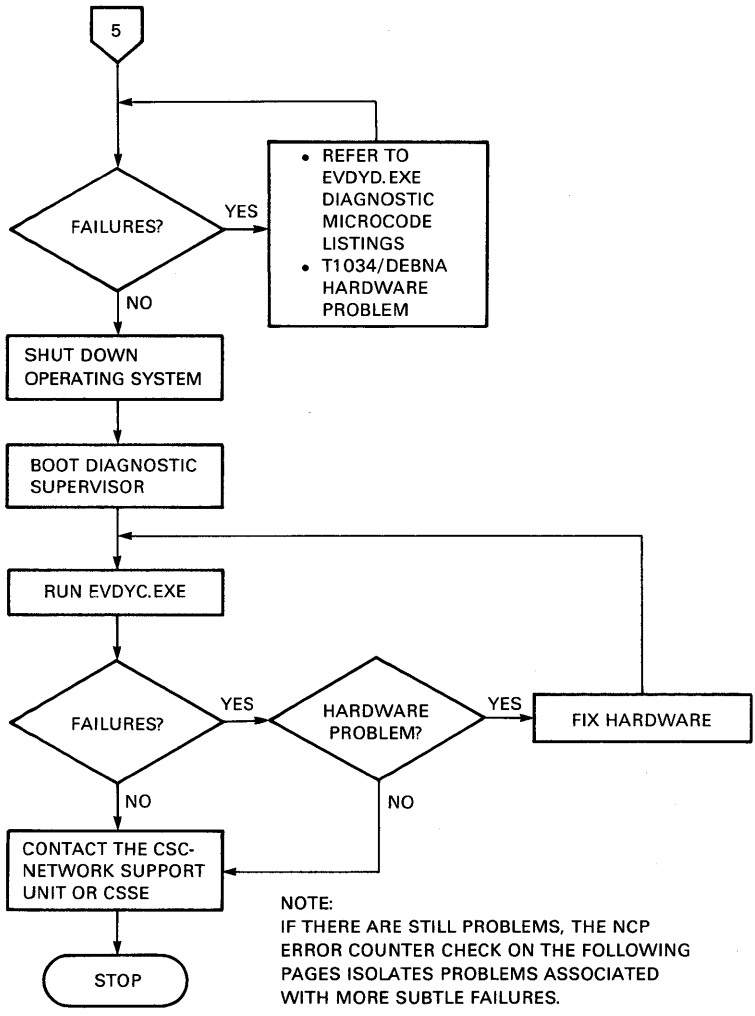 5
• REFER TO
EVDYD.EXE
DIAGNOSTIC
MICROCODE
LISTINGS
• T1034/DEBNA
HARDWARE
PROBLEM
FAILURES?
YES
NO
SHUT DOWN
OPERATING SYSTEM
BOOT DIAGNOSTIC
SUPERVISOR
RUN EVDYC.EXE
FAILURES?
YES
HARDWARE
PROBLEM?
YES
FIX HARDWARE
NO
NO
CONTACT THE CSC-
NETWORK SUPPORT
UNIT OR CSSE
STOP
NOTE:
IF THERE ARE STILL PROBLEMS, THE NCP
ERROR COUNTER CHECK ON THE FOLLOWING
PAGES ISOLATES PROBLEMS ASSOCIATED
WITH MORE SUBTLE FAILURES.